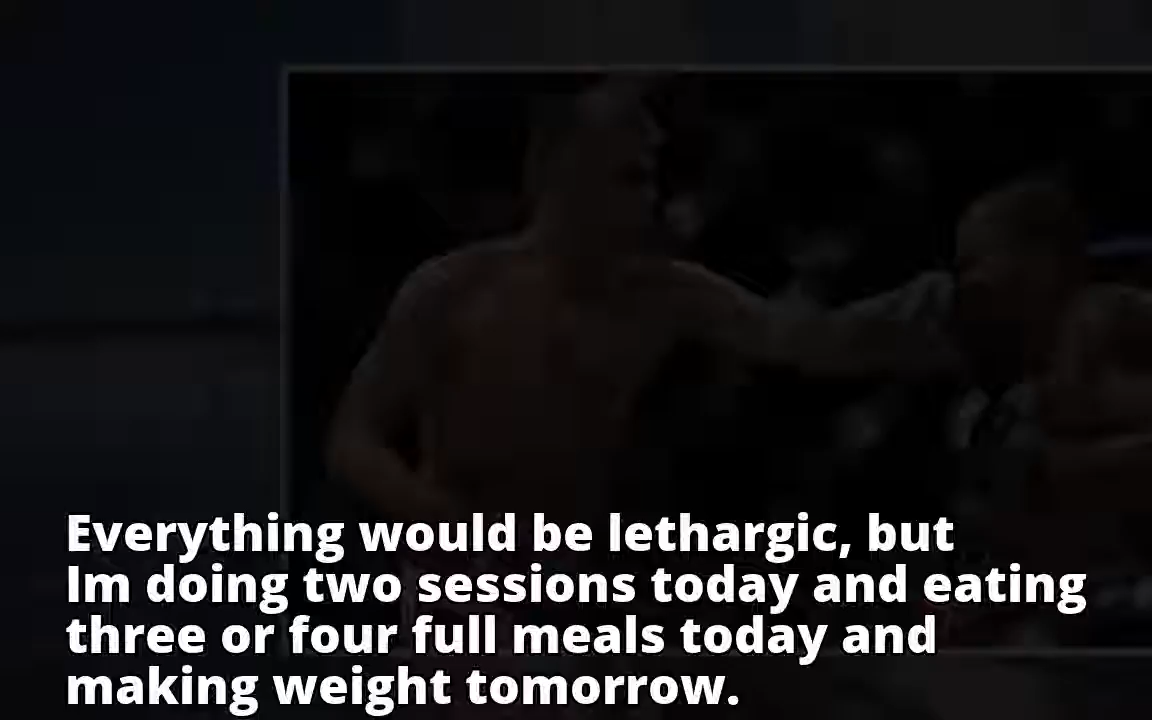 Everything would be lethargic, but
Im doing two sessions today and eating
three or four full meals today and
making weight tomorrow.